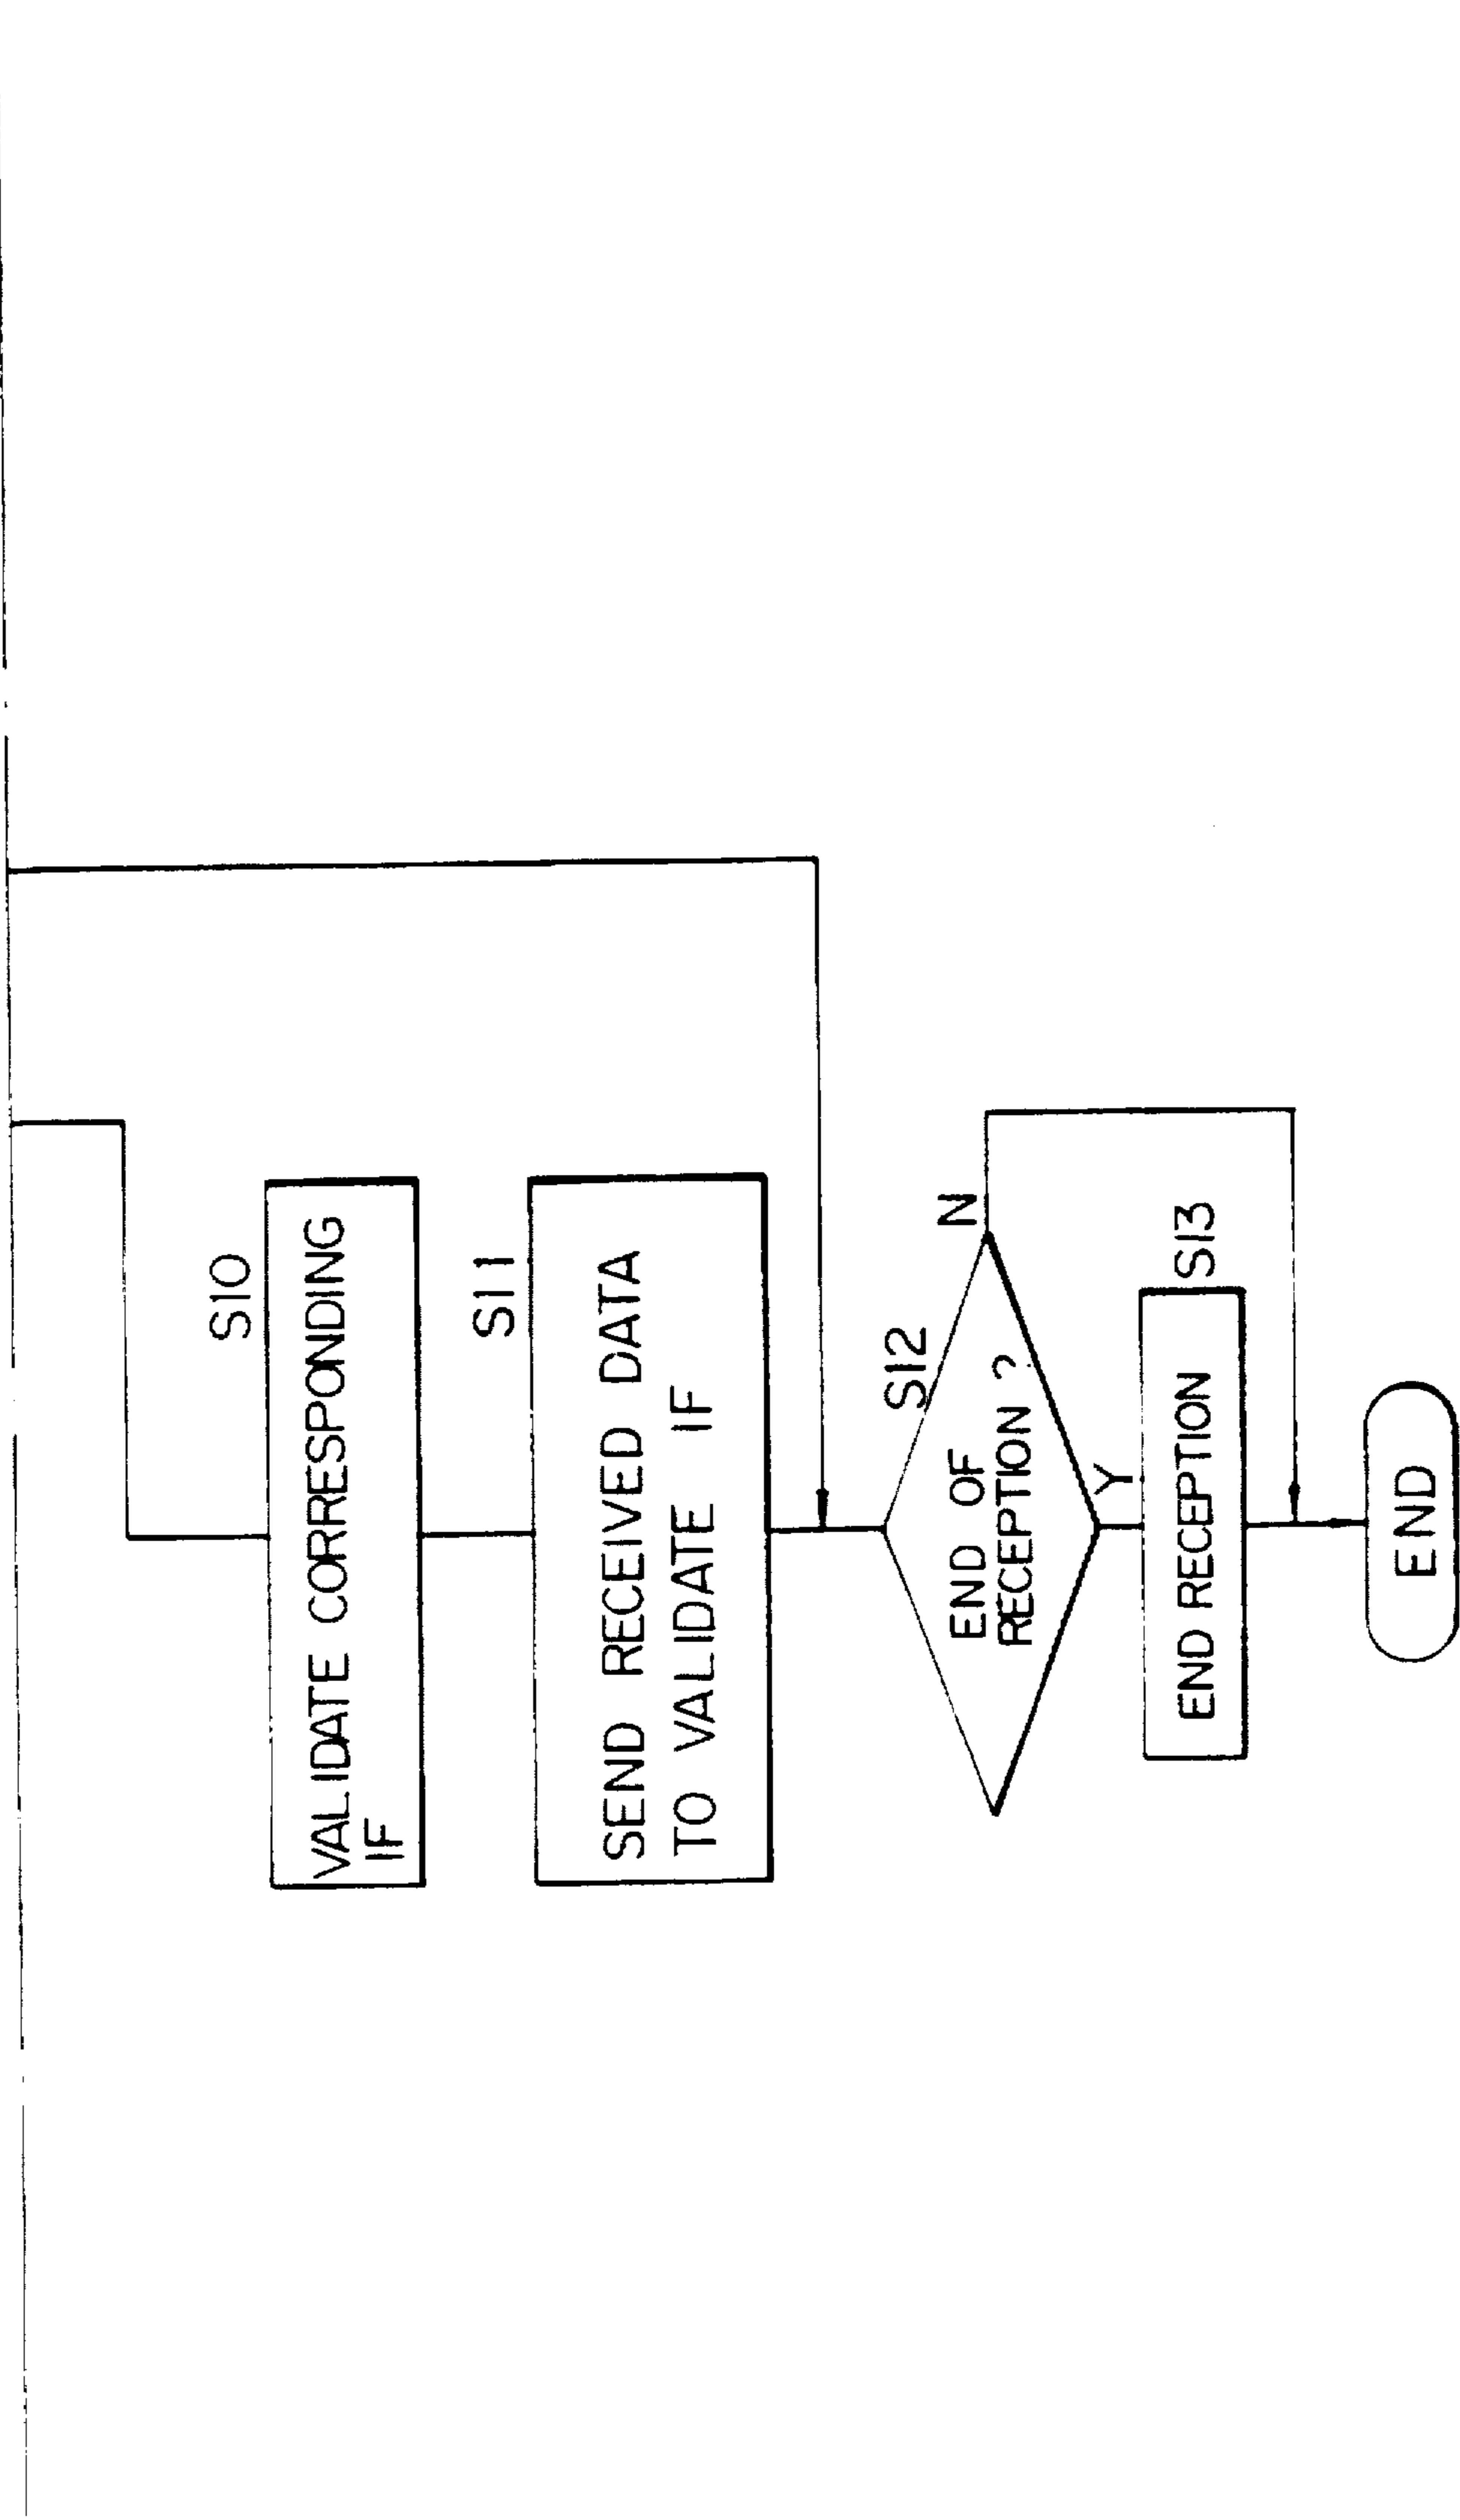 S10
VALIDATE CORRESPONDING
IF
S11
SEND RECEIVED DATA
TO VALIDATE IF
S12
N
END OF
RECEPTION ?
Y
S13
END RECEPTION
END